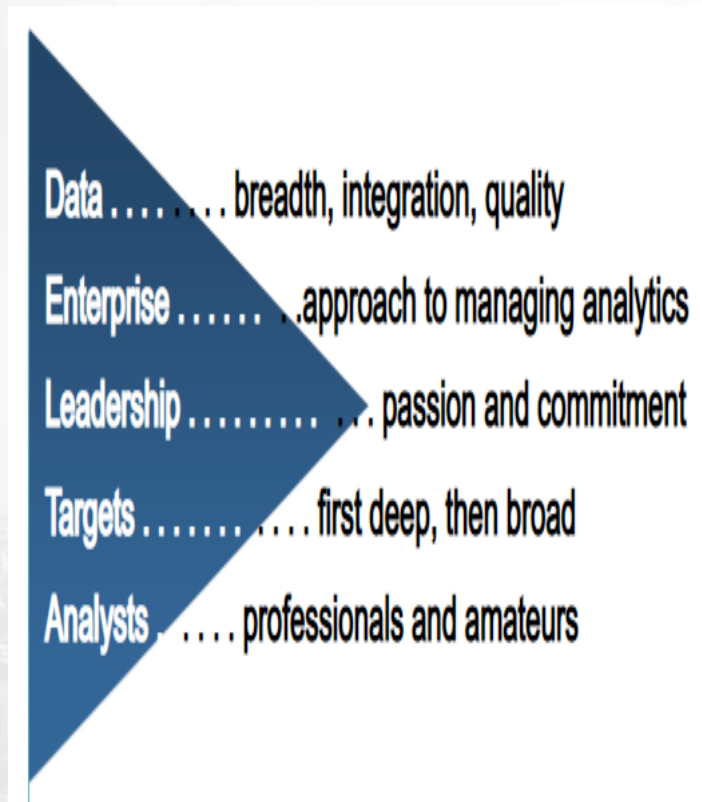 Data . . . . . . . . breadth, integration, quality
Enterprise . . . . . . . .approach to managing analytics
Leadership . . . . . . . . . . . . passion and commitment
Targets . . . . . . . . . . . first deep, then broad
Analysts . . . . . . professionals and amateurs